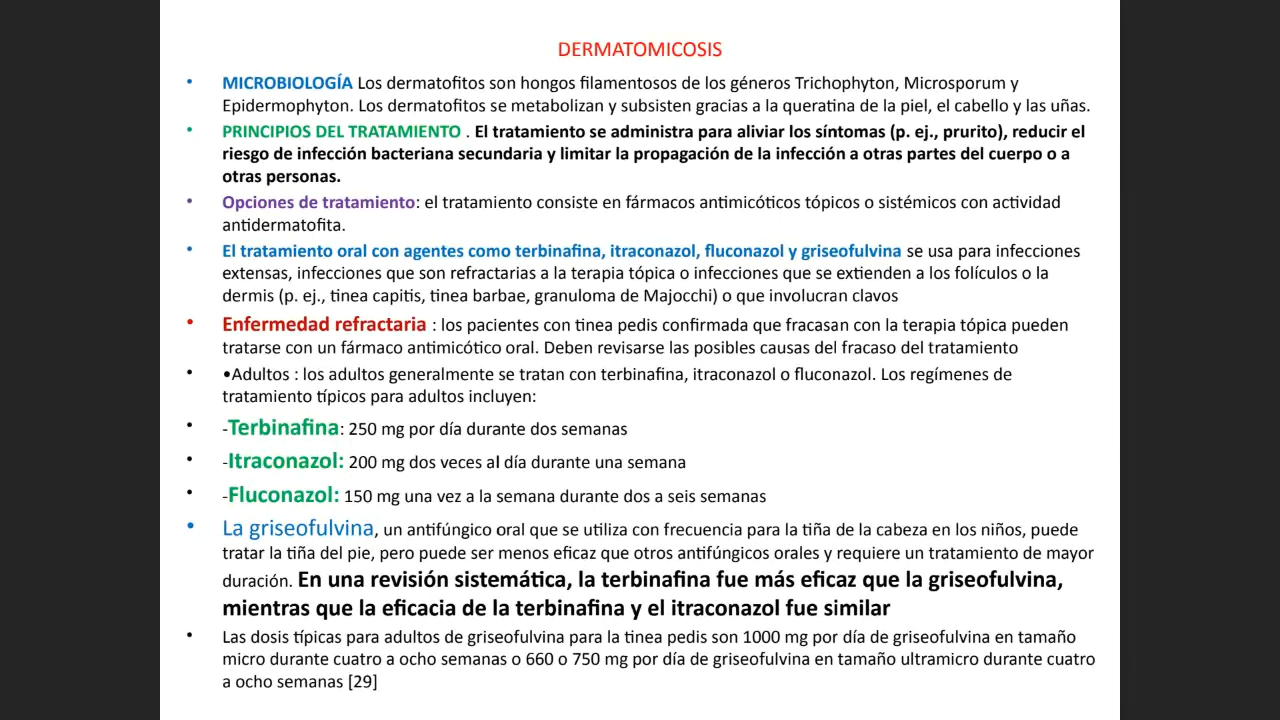 DERMATOMICOSIS
• MICROBIOLOGÍA Los dermatofitos son hongos filamentosos de los géneros Trichophyton, Microsporum y
Epidermophyton. Los dermatofitos se metabolizan y subsisten gracias a la queratina de la piel, el cabello y las uñas.
• PRINCIPIOS DEL TRATAMIENTO . El tratamiento se administra para aliviar los síntomas (p. ej., prurito), reducir el
riesgo de infección bacteriana secundaria y limitar la propagación de la infección a otras partes del cuerpo o a
otras personas.
• Opciones de tratamiento: el tratamiento consiste en fármacos antimicóticos tópicos o sistémicos con actividad
antidermatofita.
• El tratamiento oral con agentes como terbinafina, itraconazol, fluconazol y griseofulvina se usa para infecciones
extensas, infecciones que son refractarias a la terapia tópica o infecciones que se extienden a los folículos o la
dermis (p. ej., tinea capitis, tinea barbae, granuloma de Majocchi) o que involucran clavos
• Enfermedad refractaria : los pacientes con tinea pedis confirmada que fracasan con la terapia tópica pueden
tratarse con un fármaco antimicótico oral. Deben revisarse las posibles causas del fracaso del tratamiento
• •Adultos : los adultos generalmente se tratan con terbinafina, itraconazol o fluconazol. Los regímenes de
tratamiento típicos para adultos incluyen:
• -Terbinafina: 250 mg por día durante dos semanas
• -Itraconazol: 200 mg dos veces al día durante una semana
• -Fluconazol: 150 mg una vez a la semana durante dos a seis semanas
• La griseofulvina, un antifúngico oral que se utiliza con frecuencia para la tiña de la cabeza en los niños, puede
tratar la tiña del pie, pero puede ser menos eficaz que otros antifúngicos orales y requiere un tratamiento de mayor
duración. En una revisión sistemática, la terbinafina fue más eficaz que la griseofulvina,
mientras que la eficacia de la terbinafina y el itraconazol fue similar
• Las dosis típicas para adultos de griseofulvina para la tinea pedis son 1000 mg por día de griseofulvina en tamaño
micro durante cuatro a ocho semanas o 660 o 750 mg por día de griseofulvina en tamaño ultramicro durante cuatro
a ocho semanas [29]